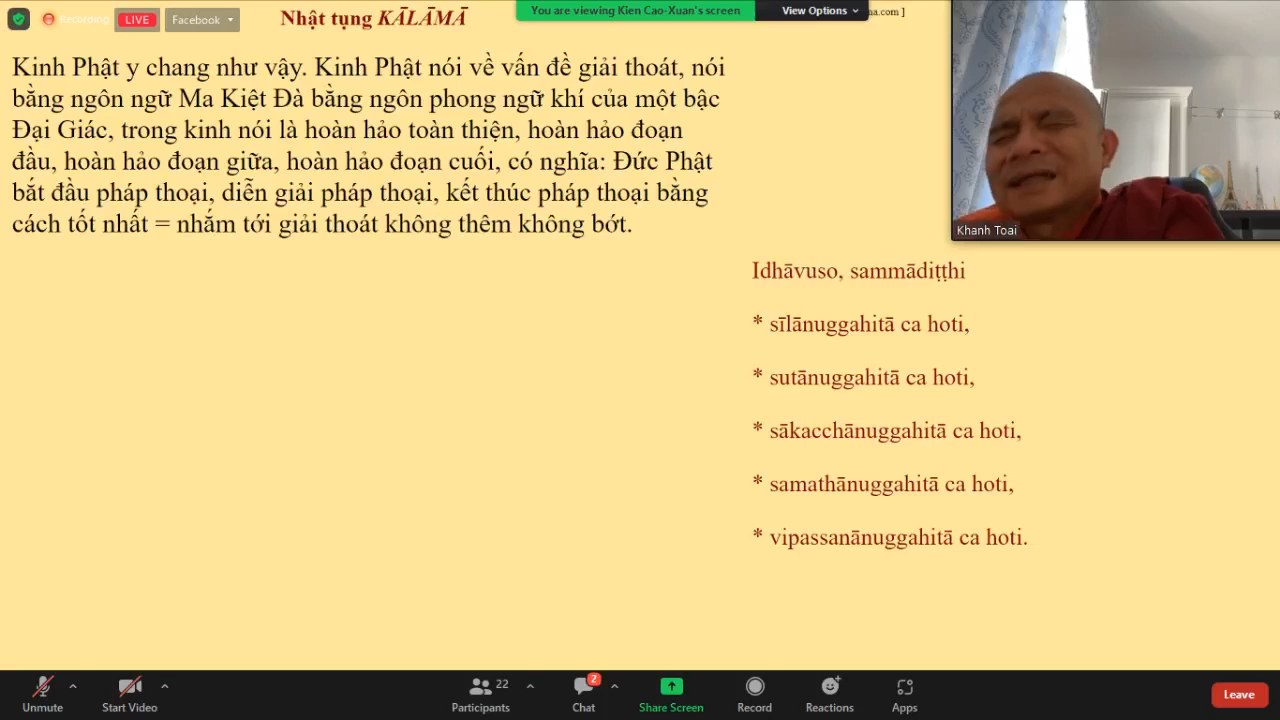 Recording
LIVE
Facebook
Nhật tụng KĀLĀMĀ
You are viewing Kien Cao-Xuan's screen
View Options
na.com ]
Kinh Phật y chang như vậy. Kinh Phật nói về vấn đề giải thoát, nói
bằng ngôn ngữ Ma Kiệt Đà bằng ngôn phong ngữ khí của một bậc
Đại Giác, trong kinh nói là hoàn hảo toàn thiện, hoàn hảo đoạn
đầu, hoàn hảo đoạn giữa, hoàn hảo đoạn cuối, có nghĩa: Đức Phật
bắt đầu pháp thoại, diễn giải pháp thoại, kết thúc pháp thoại bằng
cách tốt nhất = nhắm tới giải thoát không thêm không bớt.
Khanh Toai
Idhāvuso, sammādiṭṭhi
* sīlānuggahitā ca hoti,
* sutānuggahitā ca hoti,
* sākacchānuggahitā ca hoti,
* samathānuggahitā ca hoti,
* vipassanānuggahitā ca hoti.
Unmute
Start Video
22
Participants
2
Chat
Share Screen
Record
Reactions
Apps
Leave